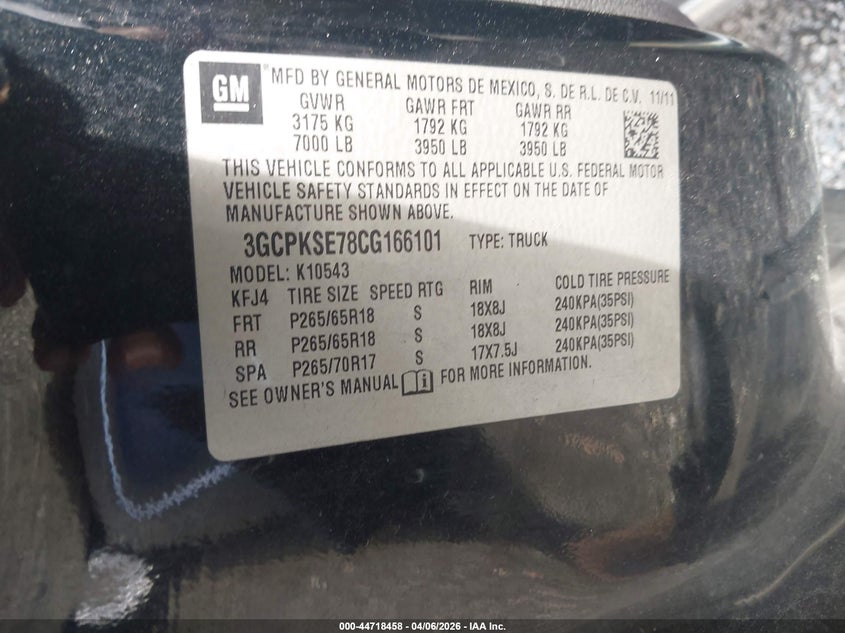 GM
MFD BY GENERAL MOTORS DE MEXICO, S. DE R.L. DE C.V. 11/11
GVWR GAWR FRT GAWR RR
3175 KG 1792 KG 1792 KG
7000 LB 3950 LB 3950 LB
THIS VEHICLE CONFORMS TO ALL APPLICABLE U.S. FEDERAL MOTOR
VEHICLE SAFETY STANDARDS IN EFFECT ON THE DATE OF
MANUFACTURE SHOWN ABOVE.
3GCPKSE78CG166101 TYPE: TRUCK
MODEL: K10543
KFJ4 TIRE SIZE SPEED RTG RIM COLD TIRE PRESSURE
FRT P265/65R18 S 18X8J 240KPA(35PSI)
RR P265/65R18 S 18X8J 240KPA(35PSI)
SPA P265/70R17 S 17X7.5J 240KPA(35PSI)
SEE OWNER'S MANUAL i FOR MORE INFORMATION.
000-44718458 - 04/06/2026 - IAA Inc.